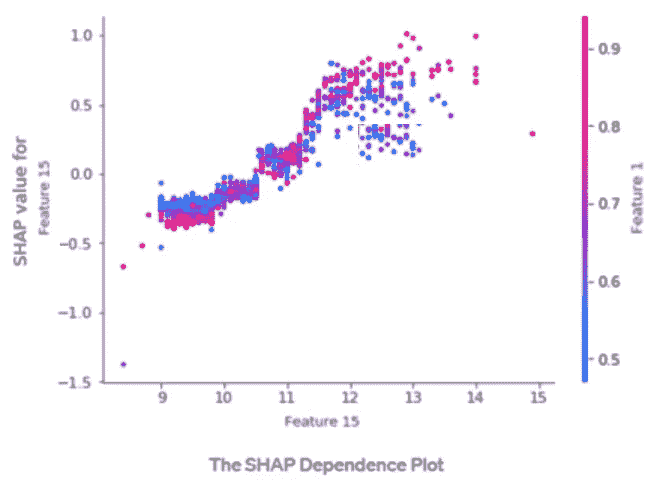 1.0
0.5
0.0
−0.5
−1.0
−1.5
SHAP value for
Feature 15
9 10 11 12 13 14 15
Feature 15
0.9
0.8
0.7
0.6
0.5
Feature 1
The SHAP Dependence Plot